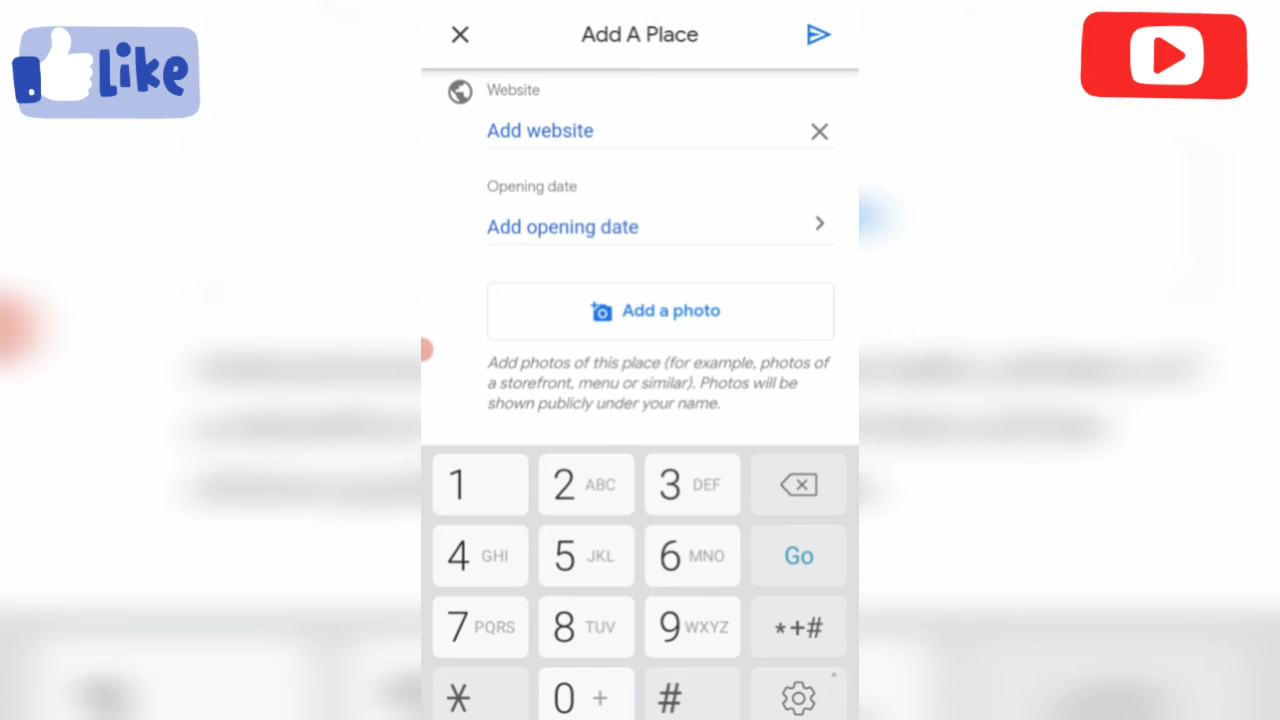 Like
Add A Place
Website
Add website
Opening date
Add opening date
Add a photo
Add photos of this place (for example, photos of
a storefront, menu or similar). Photos will be
shown publicly under your name.
1 2 ABC 3 DEF
4 GHI 5 JKL 6 MNO Go
7 PQRS 8 TUV 9 WXYZ *+#
* 0 + #